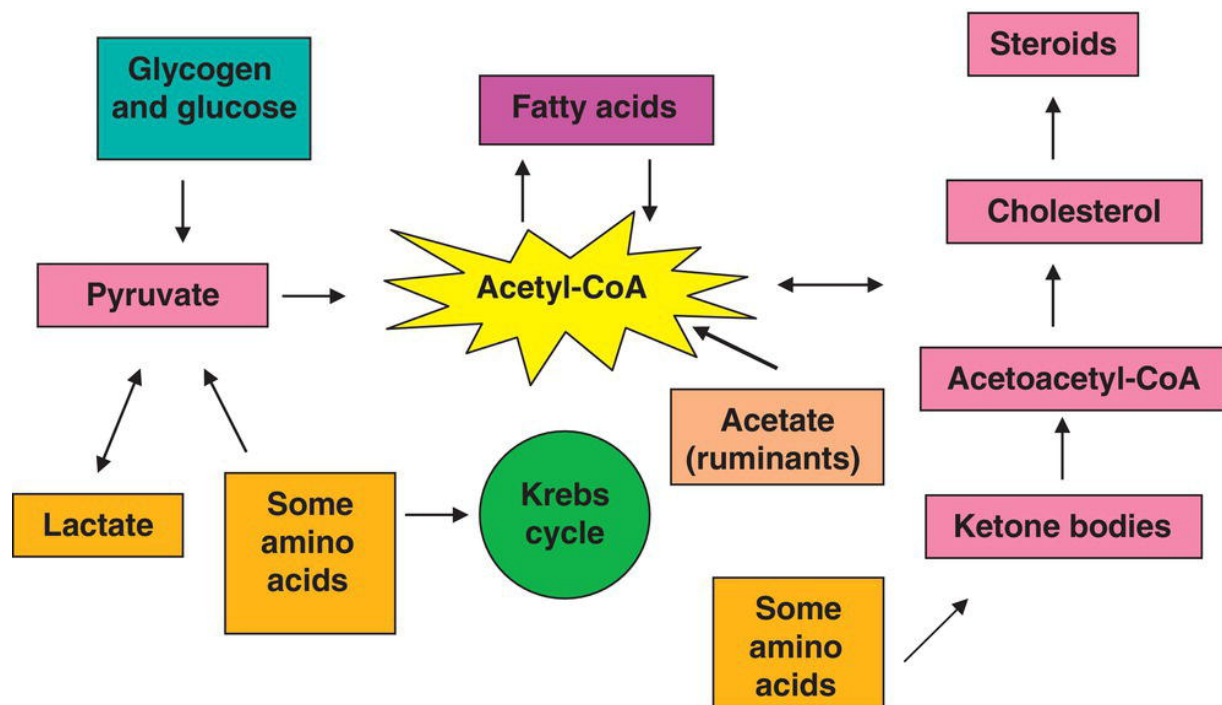 Glycogen
and glucose
Fatty acids
Steroids
Cholesterol
Pyruvate
Acetyl-CoA
Acetoacetyl-CoA
Acetate
(ruminants)
Lactate
Some
amino
acids
Krebs
cycle
Ketone bodies
Some
amino
acids